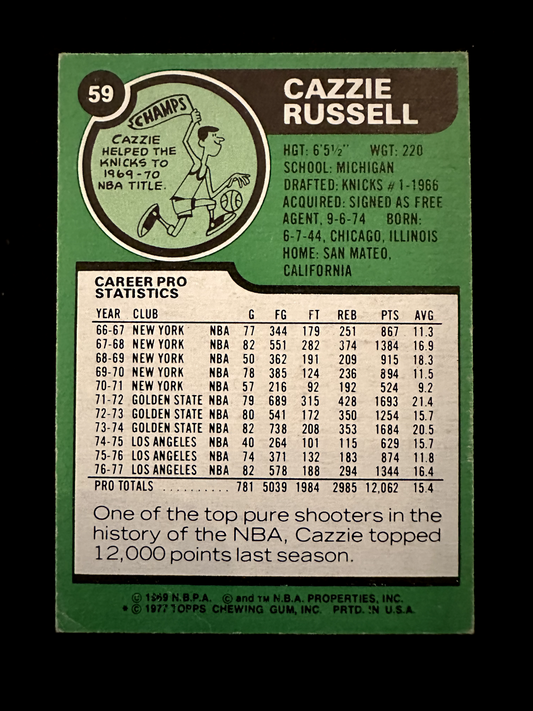 59
CAZZIE
RUSSELL
CHAMPS
CAZZIE
HELPED THE
KNICKS TO
1969-70
NBA TITLE.
HGT: 6'5½" WGT: 220
SCHOOL: MICHIGAN
DRAFTED: KNICKS #1-1966
ACQUIRED: SIGNED AS FREE
AGENT, 9-6-74 BORN:
6-7-44, CHICAGO, ILLINOIS
HOME: SAN MATEO,
CALIFORNIA
CAREER PRO
STATISTICS
YEAR CLUB G FG FT REB PTS AVG
66-67 NEW YORK NBA 77 344 179 251 867 11.3
67-68 NEW YORK NBA 82 551 282 374 1384 16.9
68-69 NEW YORK NBA 50 362 191 209 915 18.3
69-70 NEW YORK NBA 78 385 124 236 894 11.5
70-71 NEW YORK NBA 57 216 92 192 524 9.2
71-72 GOLDEN STATE NBA 79 689 315 428 1693 21.4
72-73 GOLDEN STATE NBA 80 541 172 350 1254 15.7
73-74 GOLDEN STATE NBA 82 738 208 353 1684 20.5
74-75 LOS ANGELES NBA 40 264 101 115 629 15.7
75-76 LOS ANGELES NBA 74 371 132 183 874 11.8
76-77 LOS ANGELES NBA 82 578 188 294 1344 16.4
PRO TOTALS .......... 781 5039 1984 2985 12,062 15.4
One of the top pure shooters in the
history of the NBA, Cazzie topped
12,000 points last season.
© 1969 N.B.P.A. © and TM N.B.A. PROPERTIES, INC.
* © 1977 TOPPS CHEWING GUM, INC. PRTD. IN U.S.A.